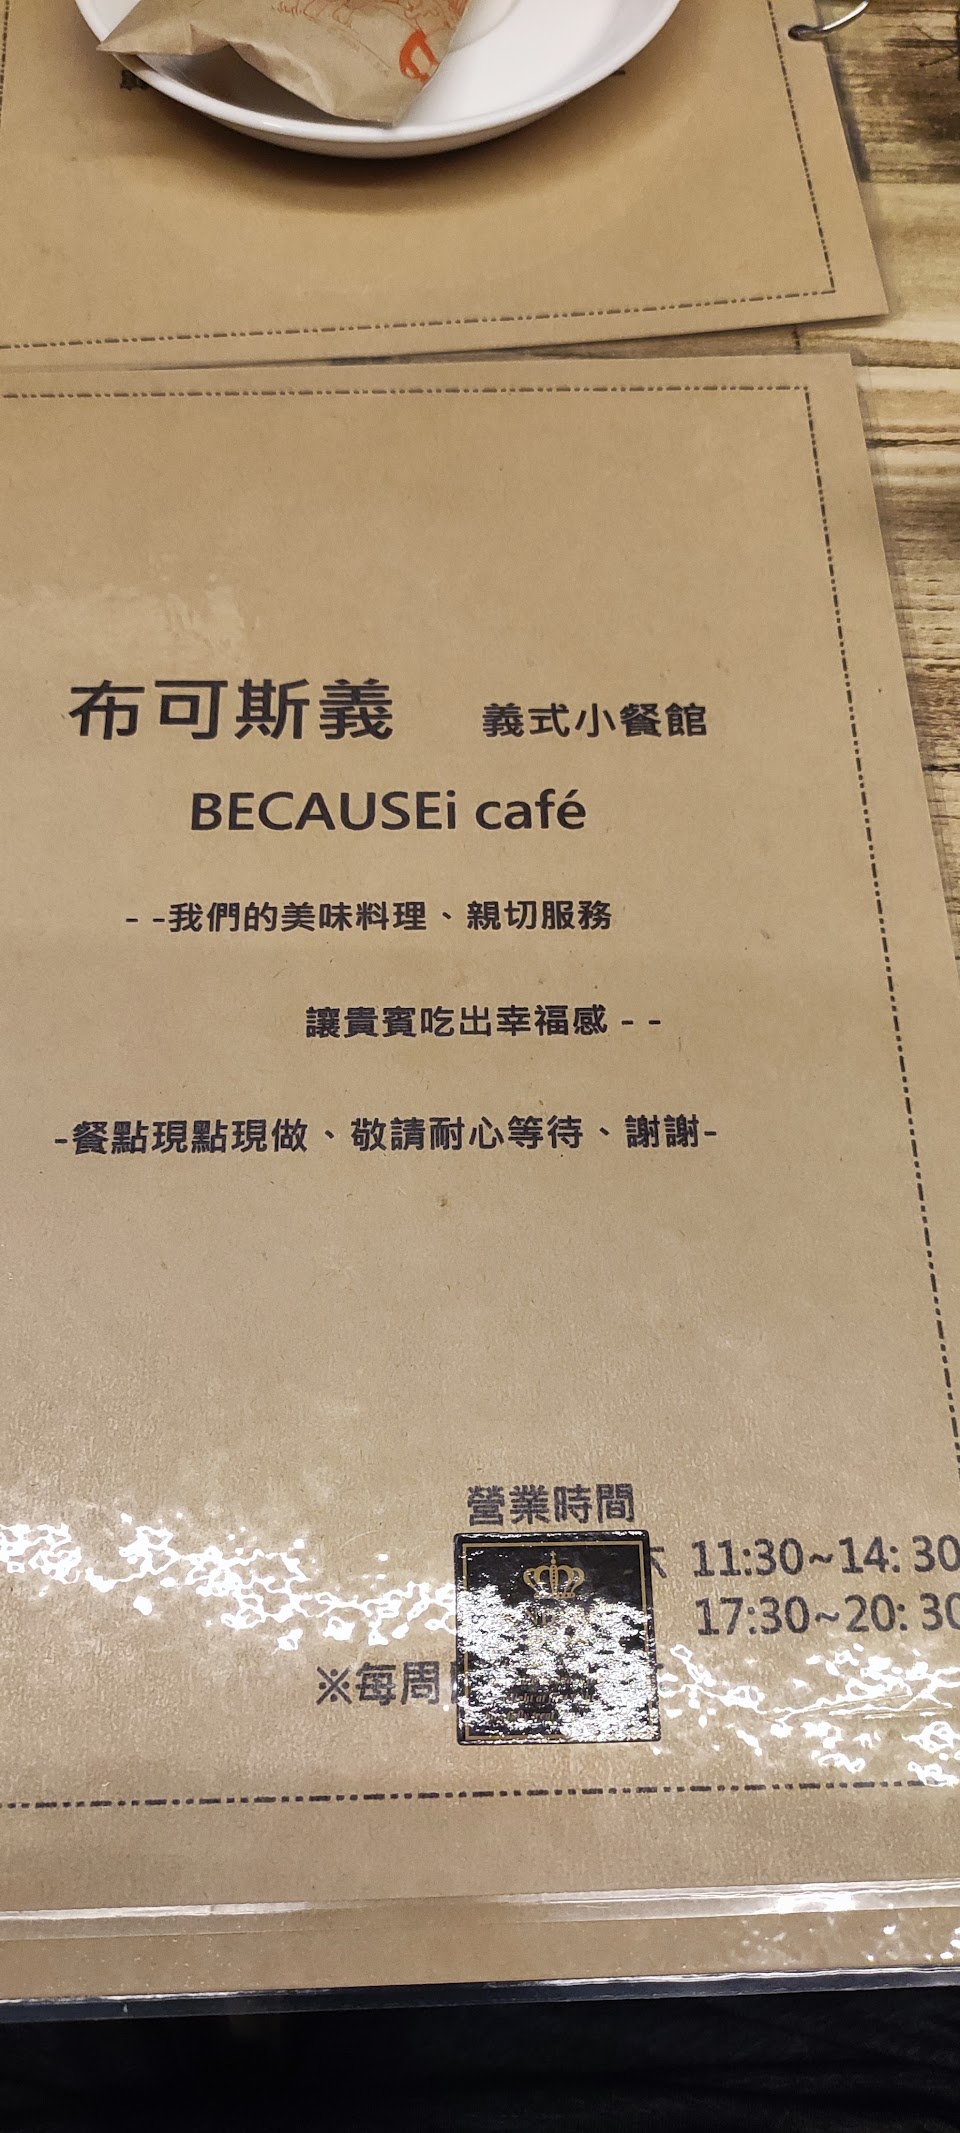 布可斯義 義式小餐館
BECAUSEi café
- -我們的美味料理、親切服務
讓貴賓吃出幸福感- -
-餐點現點現做、敬請耐心等待、謝謝-
營業時間
11:30~14:30
17:30~20:30
※每周